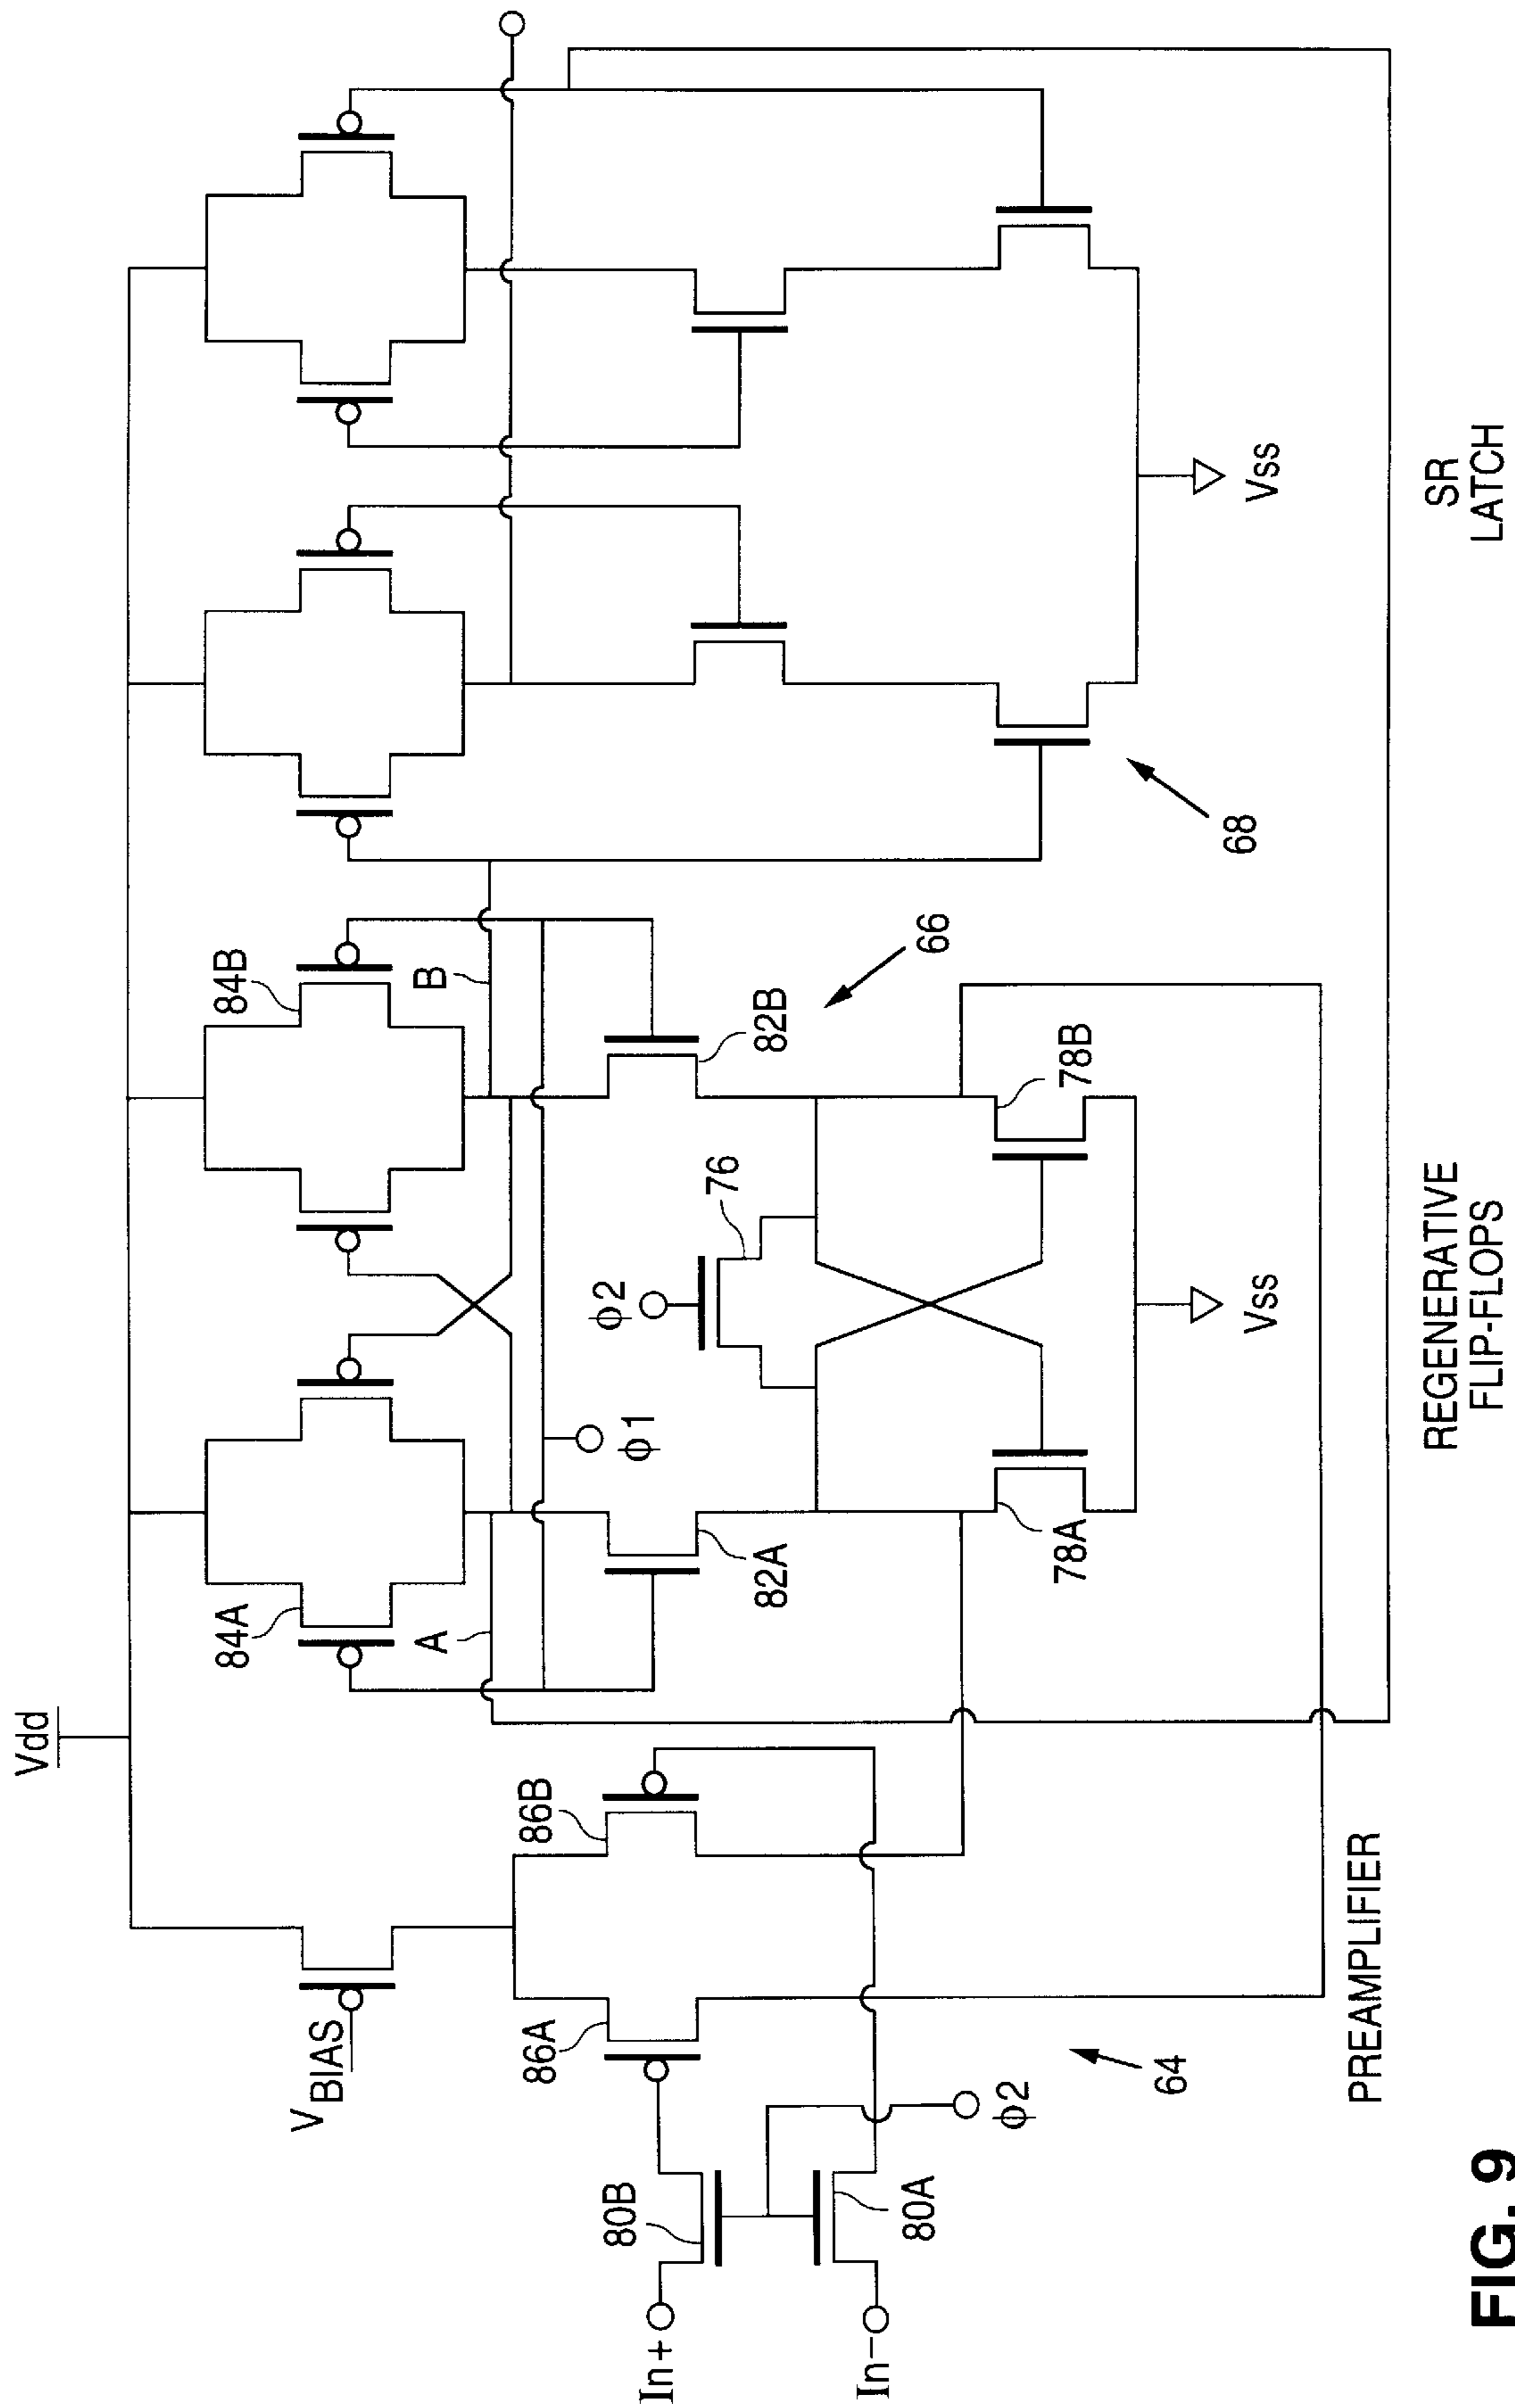 Vdd
VBIAS
84A
84B
A
B
86A
86B
ϕ1
ϕ2
76
82A
82B
66
80B
80A
In+
In−
ϕ2
64
78A
78B
68
Vss
Vss
PREAMPLIFIER
REGENERATIVE
FLIP-FLOPS
SR
LATCH
FIG. 9